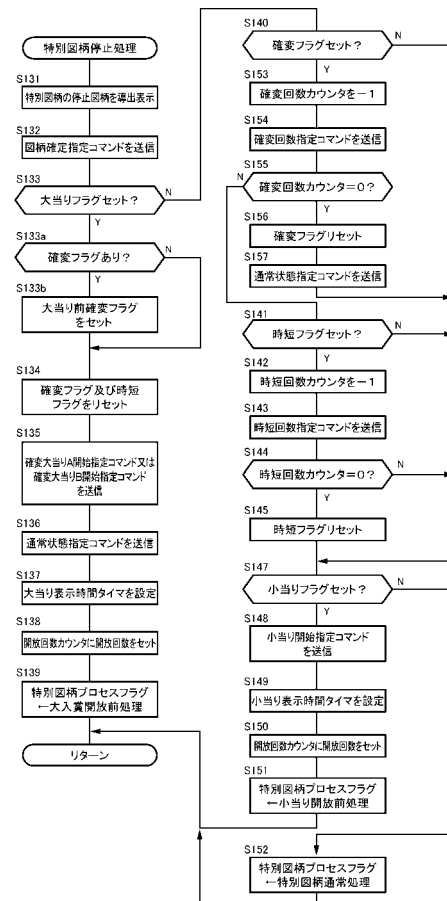 特別図柄停止処理
S131
特別図柄の停止図柄を導出表示
S132
図柄確定指定コマンドを送信
S133
大当りフラグセット?
N
Y
S133a
確変フラグあり?
N
Y
S133b
大当り前確変フラグ
をセット
S134
確変フラグ及び時短
フラグをリセット
S135
確変大当りA開始指定コマンド又は
確変大当りB開始指定コマンド
を送信
S136
通常状態指定コマンドを送信
S137
大当り表示時間タイマを設定
S138
開放回数カウンタに開放回数をセット
S139
特別図柄プロセスフラグ
←大入賞開放前処理
リターン
S140
確変フラグセット?
N
Y
S153
確変回数カウンタを−1
S154
確変回数指定コマンドを送信
S155
確変回数カウンタ=0?
N
Y
S156
確変フラグリセット
S157
通常状態指定コマンドを送信
S141
時短フラグセット?
N
Y
S142
時短回数カウンタを−1
S143
時短回数指定コマンドを送信
S144
時短回数カウンタ=0?
N
Y
S145
時短フラグリセット
S147
小当りフラグセット?
N
Y
S148
小当り開始指定コマンド
を送信
S149
小当り表示時間タイマを設定
S150
開放回数カウンタに開放回数をセット
S151
特別図柄プロセスフラグ
←小当り開放前処理
S152
特別図柄プロセスフラグ
←特別図柄通常処理